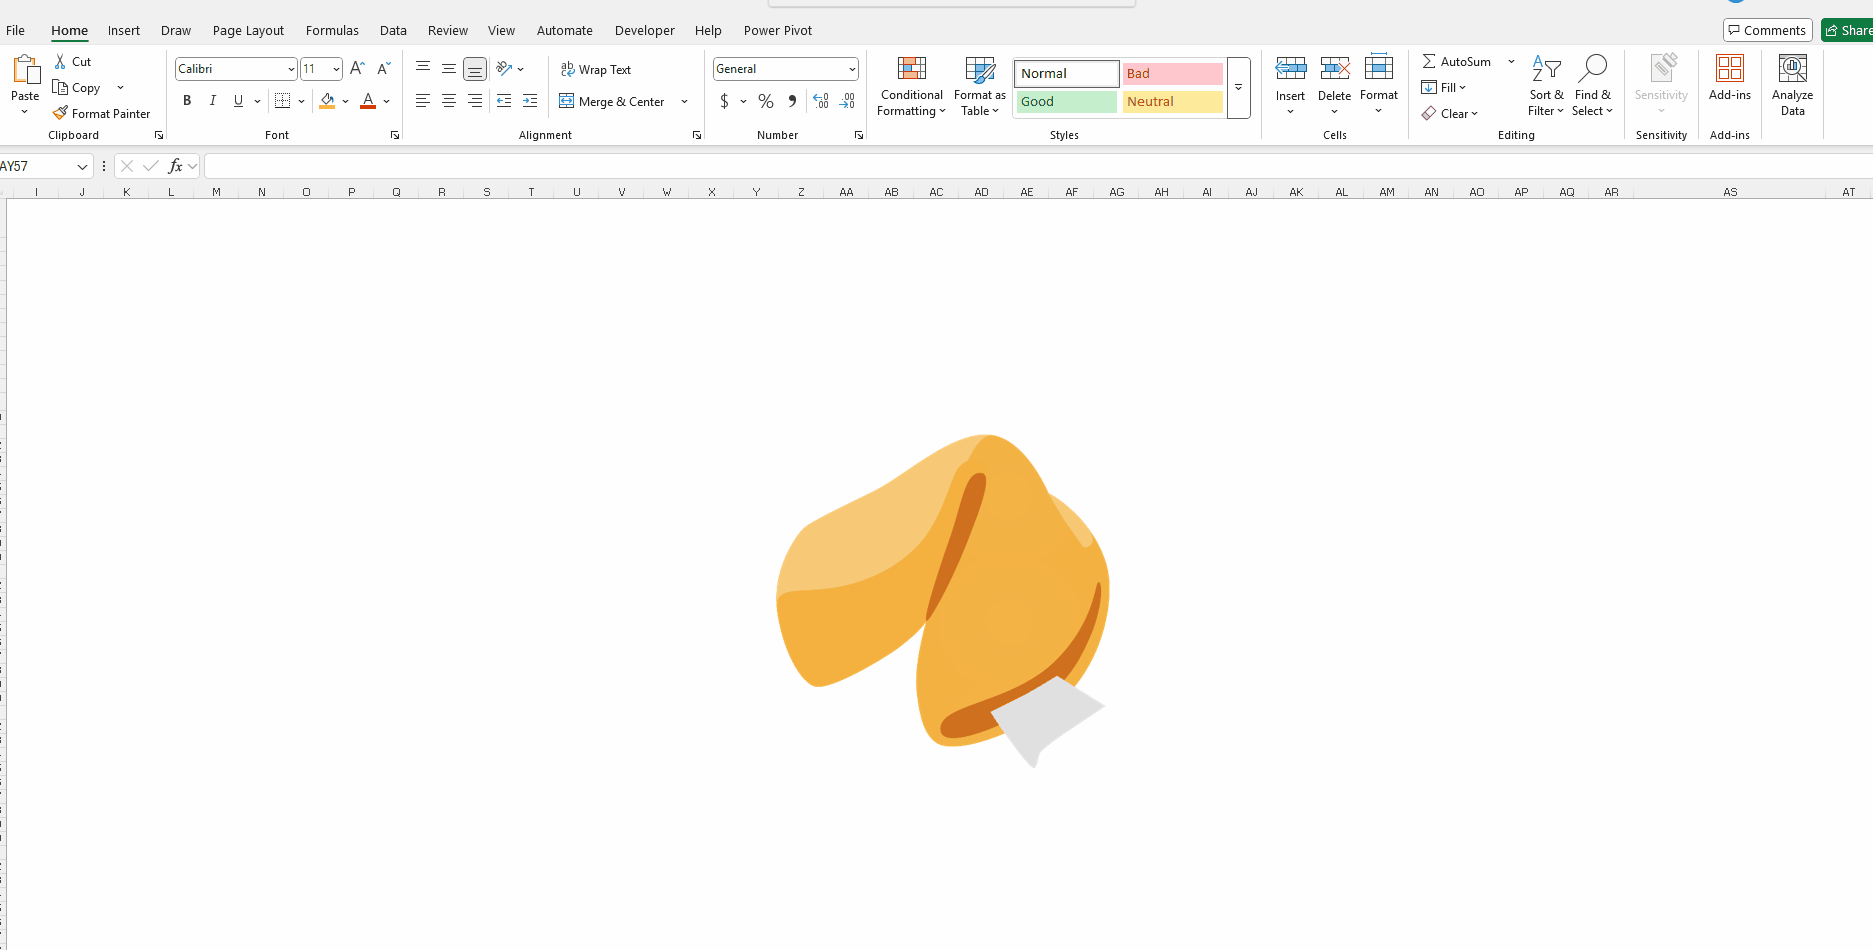 File Home Insert Draw Page Layout Formulas Data Review View Automate Developer Help Power Pivot Comments Share
Paste
Cut
Copy
Format Painter
Clipboard
Calibri 11
B I U A
Font
Wrap Text
Merge & Center
Alignment
General
$ % ,
Number
Conditional Formatting
Format as Table
Normal Bad
Good Neutral
Styles
Insert Delete Format
Cells
AutoSum
Fill
Clear
Sort & Filter
Find & Select
Editing
Sensitivity
Sensitivity
Add-ins
Add-ins
Analyze Data
AY57 fx
I J K L M N O P Q R S T U V W X Y Z AA AB AC AD AE AF AG AH AI AJ AK AL AM AN AO AP AQ AR AS AT